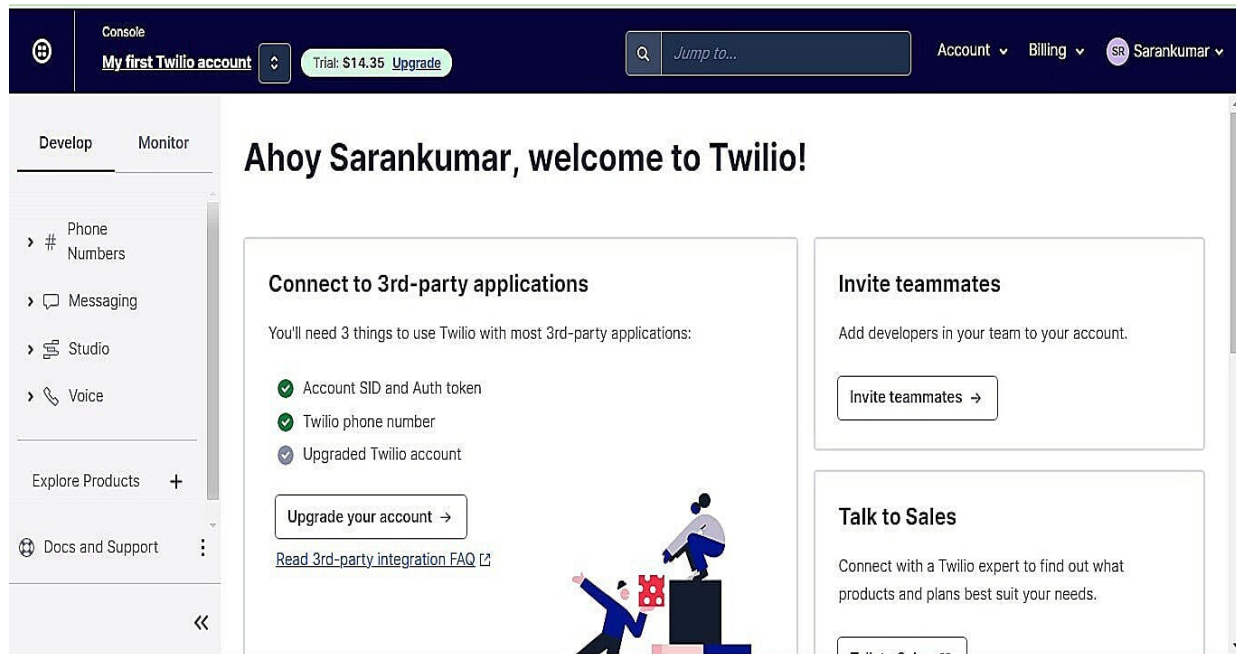 Console
My first Twilio account
Trial: $14.35 Upgrade
Jump to...
Account
Billing
SR Sarankumar
Develop
Monitor
Phone
Numbers
Messaging
Studio
Voice
Explore Products +
Docs and Support
Ahoy Sarankumar, welcome to Twilio!
Connect to 3rd-party applications
You'll need 3 things to use Twilio with most 3rd-party applications:
Account SID and Auth token
Twilio phone number
Upgraded Twilio account
Upgrade your account →
Read 3rd-party integration FAQ
Invite teammates
Add developers in your team to your account.
Invite teammates →
Talk to Sales
Connect with a Twilio expert to find out what
products and plans best suit your needs.